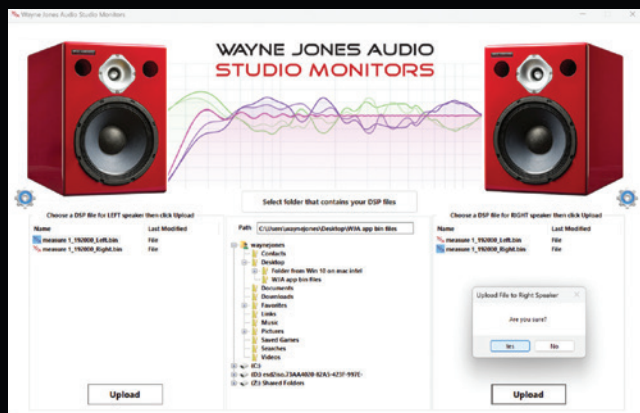 Wayne Jones Audio Studio Monitors
WAYNE JONES AUDIO
STUDIO MONITORS
Select folder that contains your DSP files
Choose a DSP file for LEFT speaker then click Upload
Name Last Modified
measure 1_192000_Left.bin File
measure 1_192000_Right.bin File
Upload
Path C:\Users\waynejones\Desktop\WJA app bin files
waynejones
Contacts
Desktop
Folder from Win 10 on mac intel
WJA app bin files
Documents
Downloads
Favorites
Links
Music
Pictures
Saved Games
Searches
Videos
(C:)
(Z:) Shared Folders
Choose a DSP file for RIGHT speaker then click Upload
Name Last Modified
measure 1_192000_Left.bin File
measure 1_192000_Right.bin File
Upload File to Right Speaker
Are you sure?
Yes No
Upload